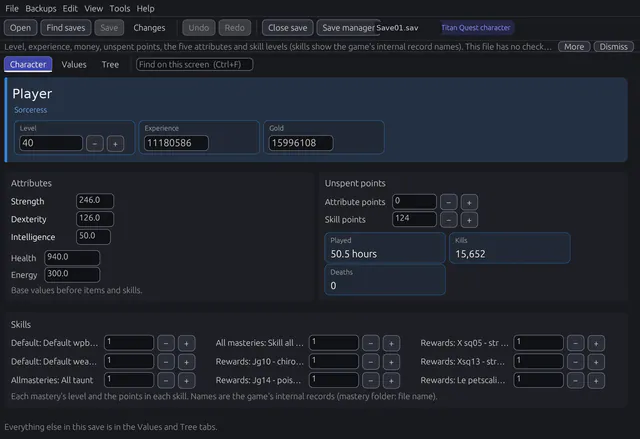 File Backups Edit View Tools Help
Open Find saves Save Changes Undo Redo Close save Save manager Save01.sav Titan Quest character
Level, experience, money, unspent points, the five attributes and skill levels (skills show the game's internal record names). This file has no check... More Dismiss
Character Values Tree Find on this screen (Ctrl+F)
Player
Sorceress
Level Experience Gold
40 − + 11180586 15996108
Attributes Unspent points
Strength 246.0 Attribute points 0 − +
Dexterity 126.0 Skill points 124 − +
Intelligence 50.0
Health 940.0
Energy 300.0
Base values before items and skills.
Played Kills
50.5 hours 15,652
Deaths
0
Skills
Default: Default wpb... 1 − + All masteries: Skill all ... 1 − + Rewards: X sq05 - str ... 1 − +
Default: Default wea... 1 − + Rewards: Jg10 - chiro... 1 − + Rewards: Xsq13 - str... 1 − +
Allmasteries: All taunt 1 − + Rewards: Jg14 - pois... 1 − + Rewards: Le petscali... 1 − +
Each mastery's level and the points in each skill. Names are the game's internal records (mastery folder: file name).
Everything else in this save is in the Values and Tree tabs.